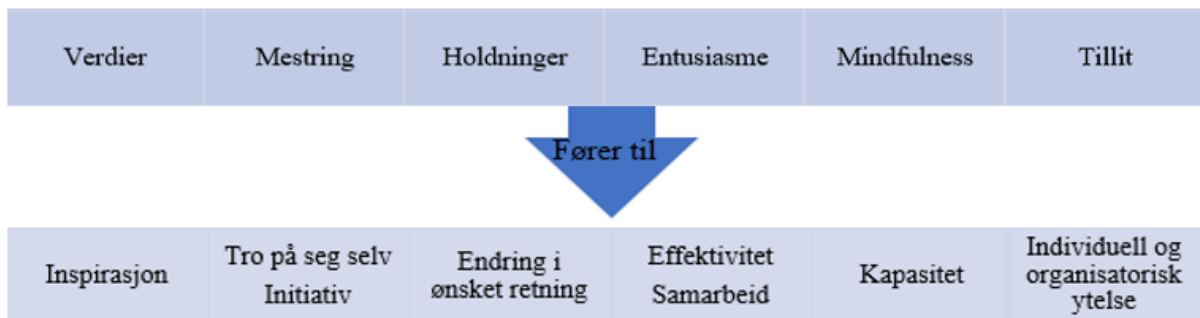 Verdier
Mestring
Holdninger
Entusiasme
Mindfulness
Tillit
Fører til
Inspirasjon
Tro på seg selv
Initiativ
Endring i
ønsket retning
Effektivitet
Samarbeid
Kapasitet
Individuell og
organisatorisk
ytelse